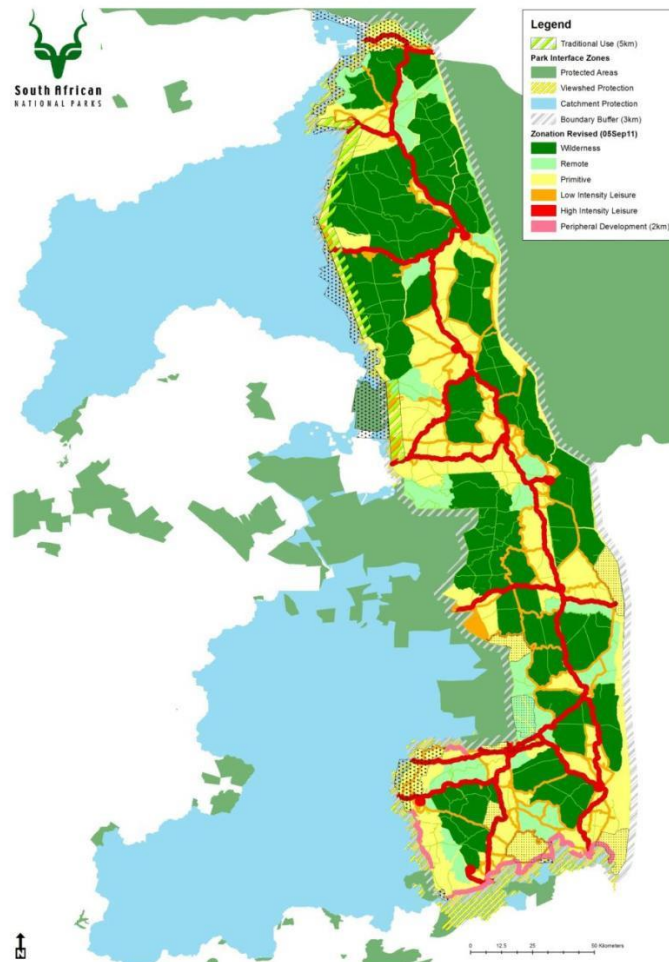 South African
NATIONAL PARKS
Legend
Traditional Use (5km)
Park Interface Zones
Protected Areas
Viewshed Protection
Catchment Protection
Boundary Buffer (3km)
Zonation Revised (05Sep11)
Wilderness
Remote
Primitive
Low Intensity Leisure
High Intensity Leisure
Peripheral Development (2km)
N
0 12.5 25 50 Kilometers